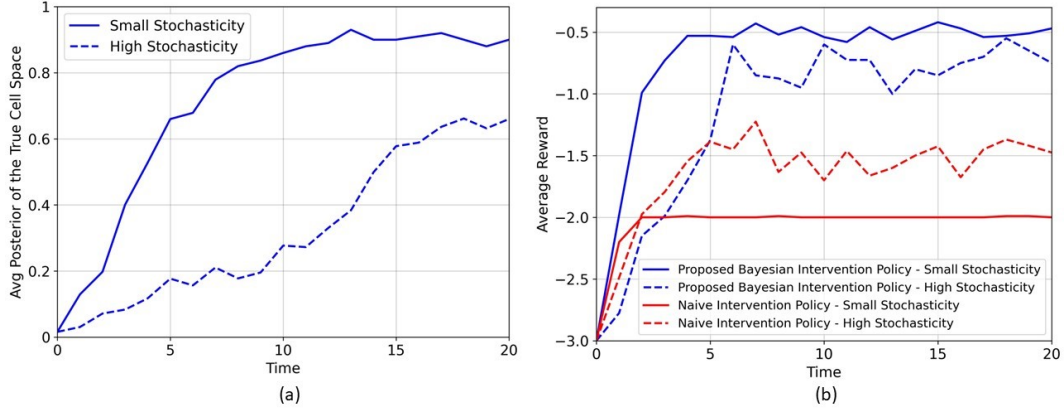 Avg Posterior of the True Cell Space
1
0.8
0.6
0.4
0.2
0
Small Stochasticity
High Stochasticity
0
5
10
15
20
Time
(a)
Average Reward
−0.5
−1.0
−1.5
−2.0
−2.5
−3.0
Proposed Bayesian Intervention Policy - Small Stochasticity
Proposed Bayesian Intervention Policy - High Stochasticity
Naive Intervention Policy - Small Stochasticity
Naive Intervention Policy - High Stochasticity
0
5
10
15
20
Time
(b)